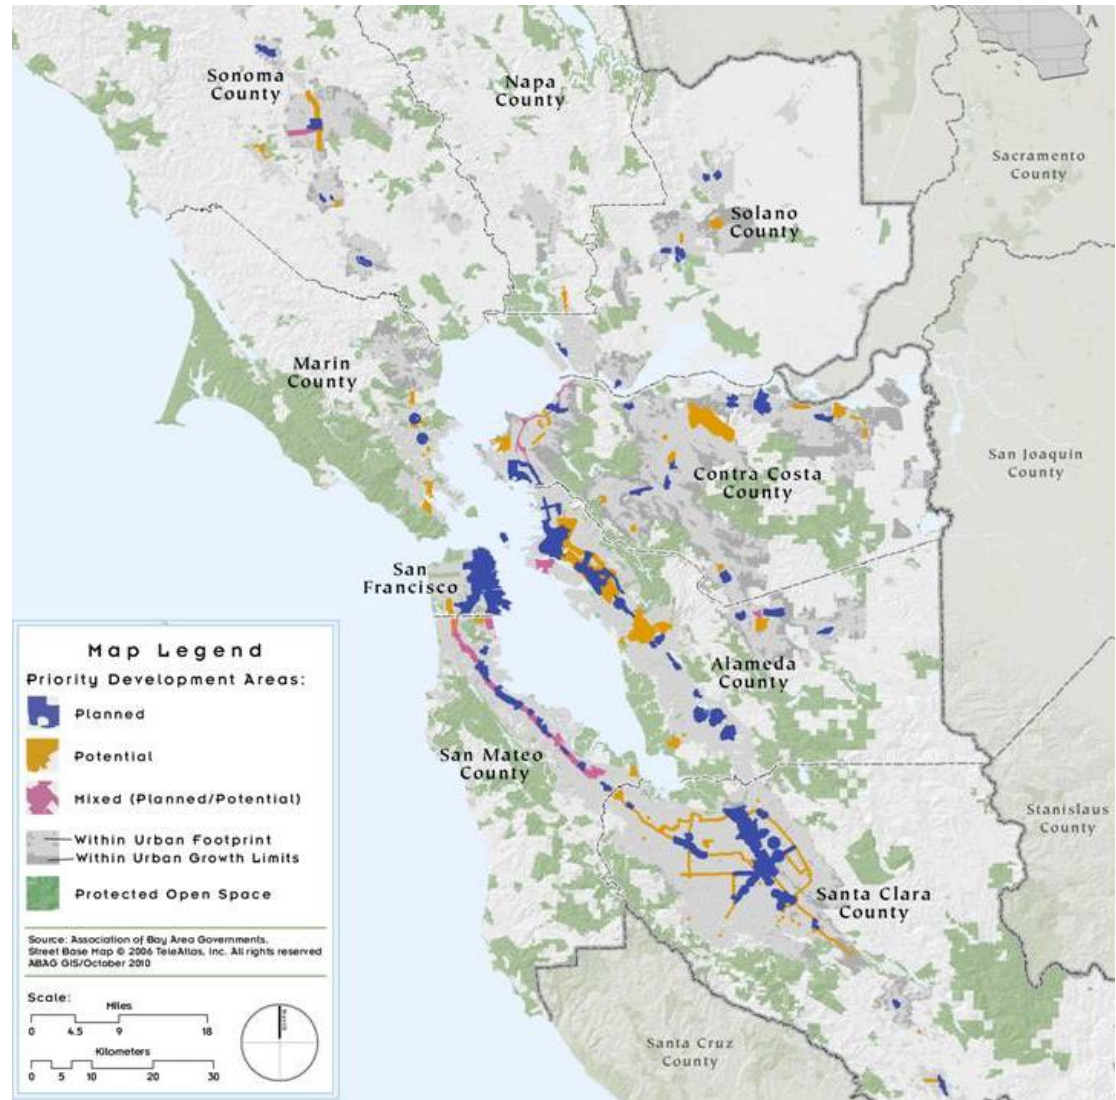 A
Sonoma
County
Napa
County
Sacramento
County
Solano
County
Marin
County
San Joaquin
County
Contra Costa
County
San
Francisco
Alameda
County
San Mateo
County
Stanislaus
County
Santa Clara
County
Santa Cruz
County
Map Legend
Priority Development Areas:
Planned
Potential
Mixed (Planned/Potential)
Within Urban Footprint
Within Urban Growth Limits
Protected Open Space
Source: Association of Bay Area Governments,
Street Base Map © 2006 TeleAtlas, Inc. All rights reserved
ABAG GIS/October 2010
Scale:
Miles
0 4.5 9 18
Kilometers
0 5 10 20 30
North